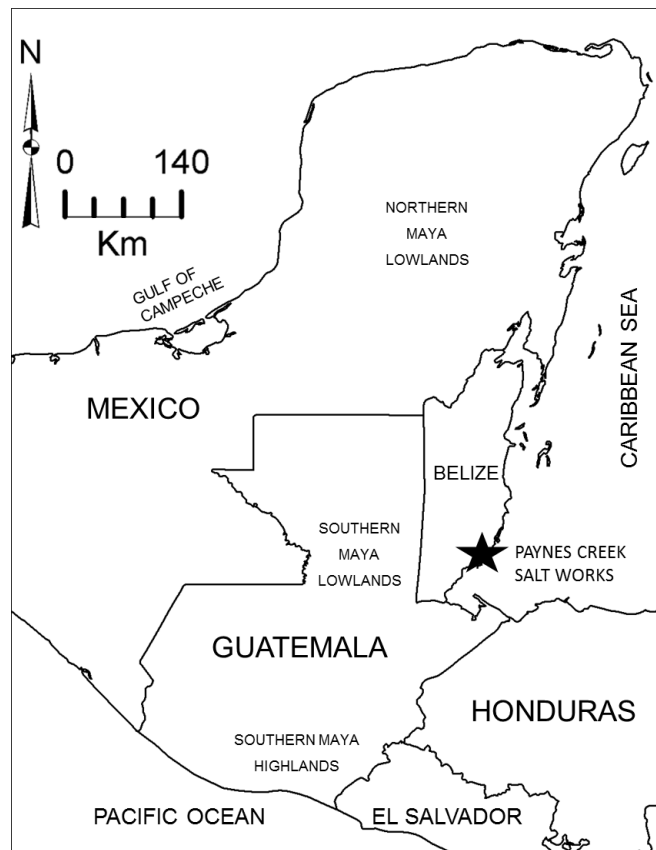 N
0 140
Km
NORTHERN
MAYA
LOWLANDS
GULF OF
CAMPECHE
CARIBBEAN SEA
MEXICO
BELIZE
SOUTHERN
MAYA
LOWLANDS
PAYNES CREEK
SALT WORKS
GUATEMALA
HONDURAS
SOUTHERN MAYA
HIGHLANDS
PACIFIC OCEAN
EL SALVADOR